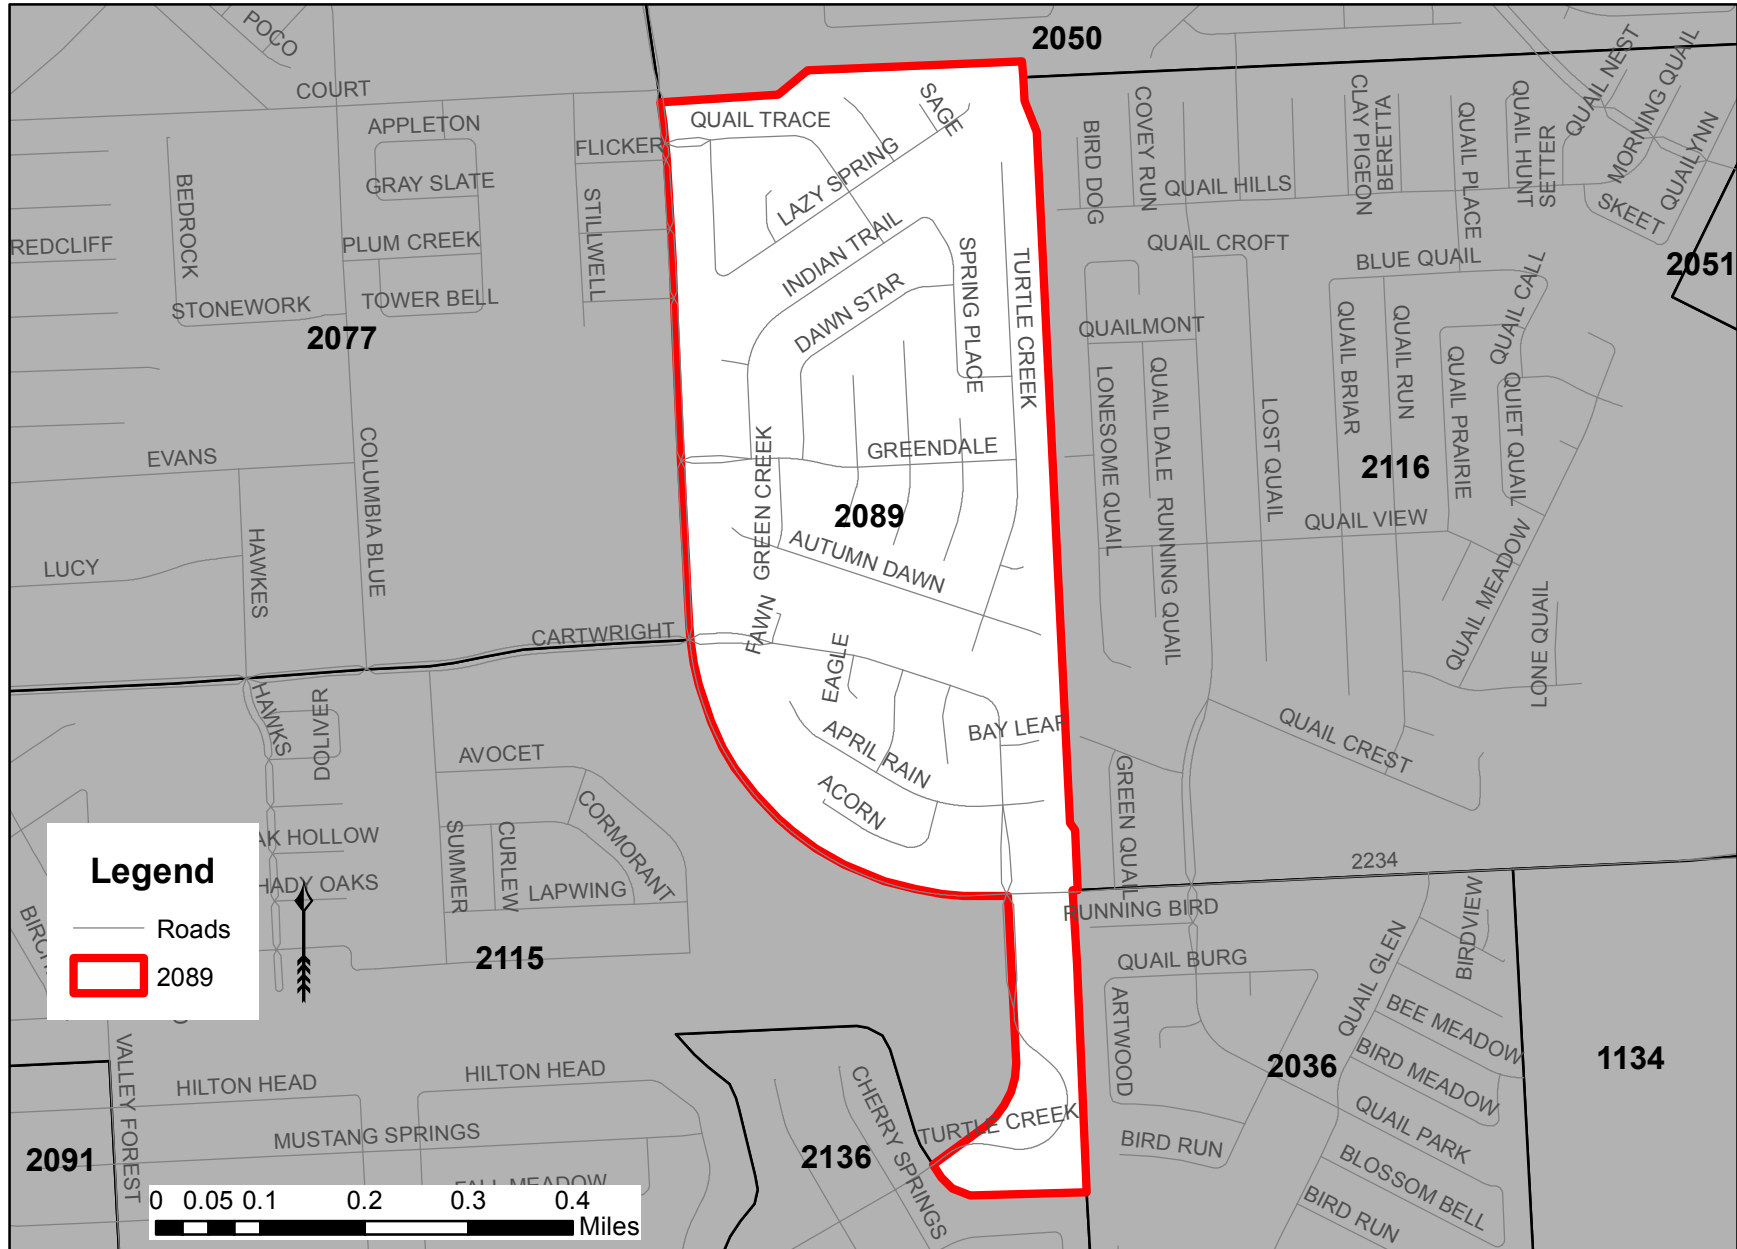 2050
POCO
COURT
APPLETON
FLICKER
QUAIL TRACE
SAGE
GRAY SLATE
BEDROCK
STILLWELL
LAZY SPRING
REDCLIFF
PLUM CREEK
INDIAN TRAIL
TOWER BELL
STONEWORK
2077
DAWN STAR
SPRING PLACE
TURTLE CREEK
BIRD DOG
COVEY RUN
QUAIL HILLS
CLAY PIGEON
BERETTA
QUAIL PLACE
QUAIL HUNT
SETTER
QUAIL NEST
MORNING QUAIL
QUAILYNN
SKEET
2051
QUAIL CROFT
BLUE QUAIL
QUAIL CALL
QUAILMONT
QUAIL BRIAR
QUAIL RUN
QUAIL PRAIRIE
QUIET QUAIL
LONESOME QUAIL
QUAIL DALE
LOST QUAIL
2116
RUNNING QUAIL
QUAIL VIEW
QUAIL MEADOW
LONE QUAIL
EVANS
COLUMBIA BLUE
GREENDALE
GREEN CREEK
2089
AUTUMN DAWN
HAWKES
LUCY
CARTWRIGHT
FAWN
EAGLE
HAWKS
DOLIVER
AVOCET
APRIL RAIN
BAY LEAF
ACORN
QUAIL CREST
GREEN QUAIL
CORMORANT
SUMMER
CURLEW
LAPWING
AK HOLLOW
HADY OAKS
2234
RUNNING BIRD
BIRDVIEW
QUAIL GLEN
QUAIL BURG
ARTWOOD
2115
BEE MEADOW
BIRD MEADOW
2036
1134
QUAIL PARK
BIRD RUN
BLOSSOM BELL
BIRD RUN
Legend
Roads
2089
VALLEY FOREST
HILTON HEAD
HILTON HEAD
MUSTANG SPRINGS
CHERRY SPRINGS
TURTLE CREEK
2091
2136
FALL MEADOW
0 0.05 0.1 0.2 0.3 0.4
Miles